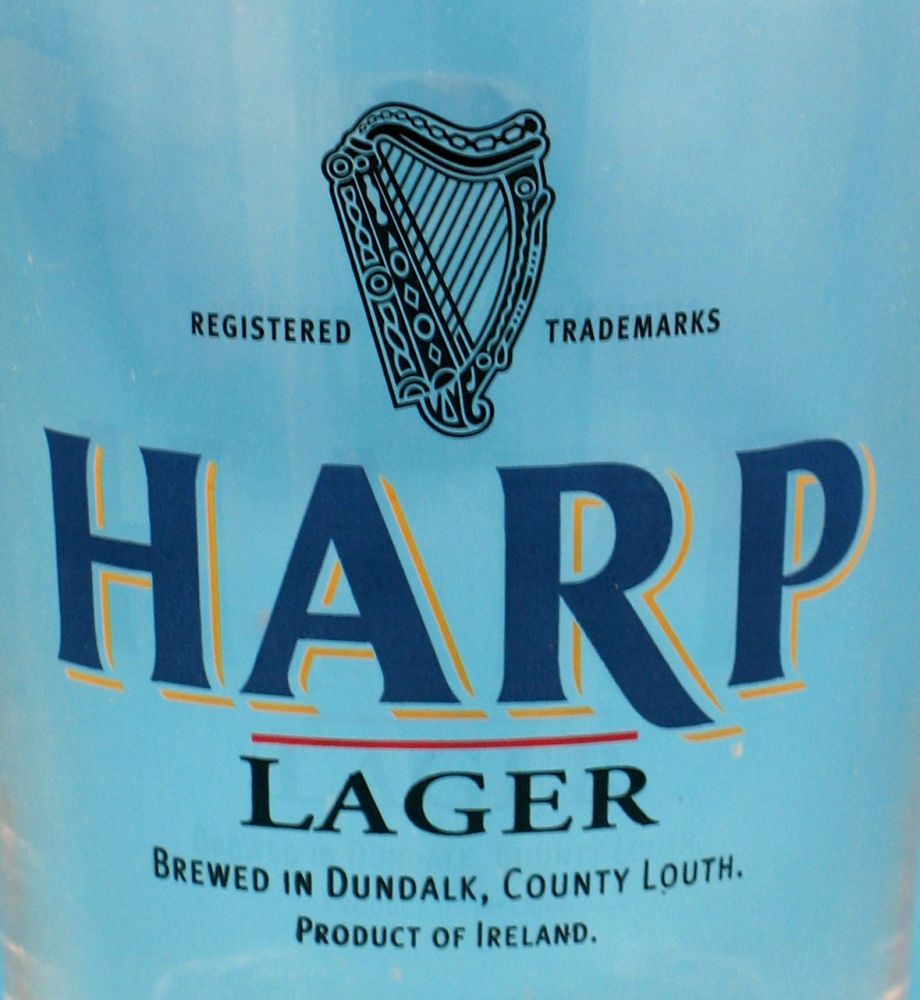 REGISTERED TRADEMARKS
HARP
LAGER
BREWED IN DUNDALK, COUNTY LOUTH.
PRODUCT OF IRELAND.